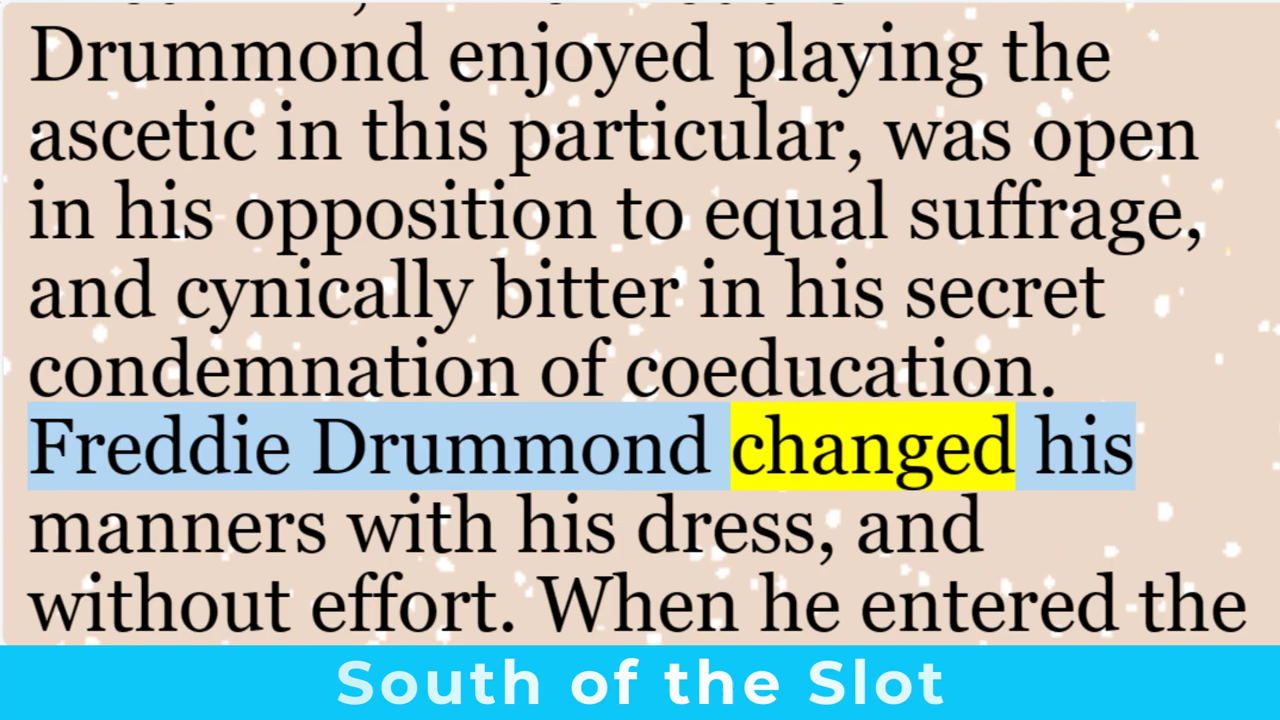 Drummond enjoyed playing the
ascetic in this particular, was open
in his opposition to equal suffrage,
and cynically bitter in his secret
condemnation of coeducation.
Freddie Drummond changed his
manners with his dress, and
without effort. When he entered the
South of the Slot